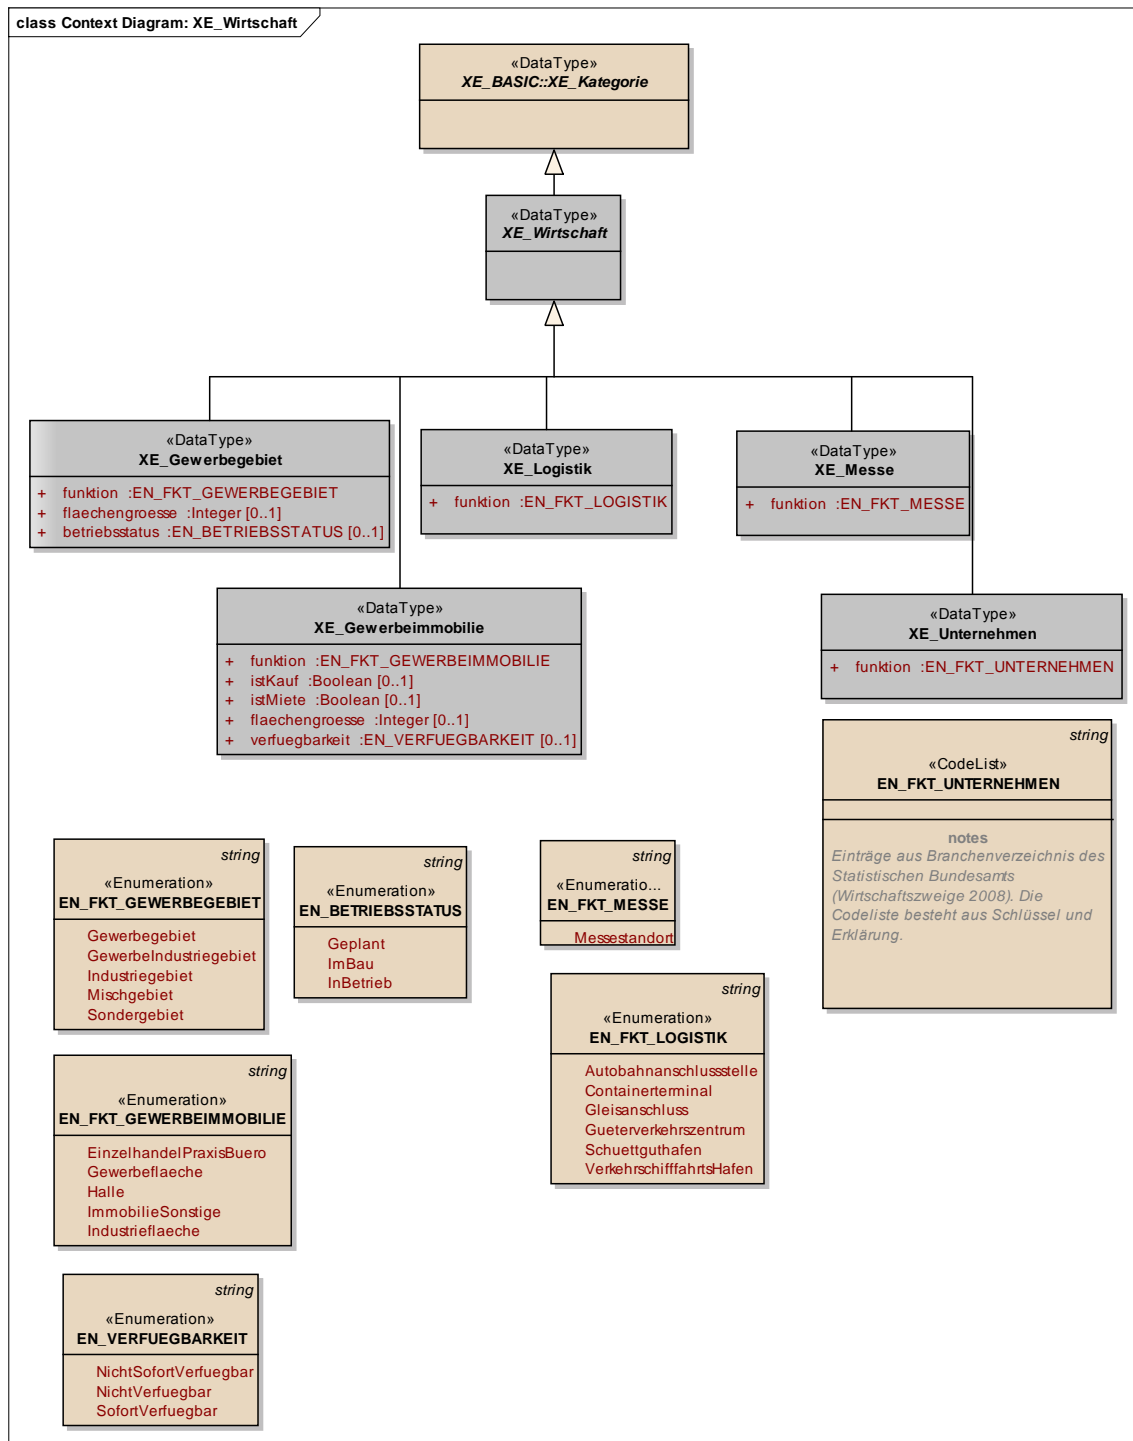 class Context Diagram: XE_Wirtschaft
«DataType»
XE_BASIC::XE_Kategorie
«DataType»
XE_Wirtschaft
«DataType»
XE_Gewerbegebiet
+ funktion :EN_FKT_GEWERBEGEBIET
+ flaechengroesse :Integer [0..1]
+ betriebsstatus :EN_BETRIEBSSTATUS [0..1]
«DataType»
XE_Logistik
+ funktion :EN_FKT_LOGISTIK
«DataType»
XE_Messe
+ funktion :EN_FKT_MESSE
«DataType»
XE_Gewerbeimmobilie
+ funktion :EN_FKT_GEWERBEIMMOBILIE
+ istKauf :Boolean [0..1]
+ istMiete :Boolean [0..1]
+ flaechengroesse :Integer [0..1]
+ verfuegbarkeit :EN_VERFUEGBARKEIT [0..1]
«DataType»
XE_Unternehmen
+ funktion :EN_FKT_UNTERNEHMEN
string
«CodeList»
EN_FKT_UNTERNEHMEN
notes
Einträge aus Branchenverzeichnis des
Statistischen Bundesamts
(Wirtschaftszweige 2008). Die
Codeliste besteht aus Schlüssel und
Erklärung.
string
«Enumeration»
EN_FKT_GEWERBEGEBIET
Gewerbegebiet
GewerbeIndustriegebiet
Industriegebiet
Mischgebiet
Sondergebiet
string
«Enumeration»
EN_BETRIEBSSTATUS
Geplant
ImBau
InBetrieb
string
«Enumeratio...
EN_FKT_MESSE
Messestandort
string
«Enumeration»
EN_FKT_LOGISTIK
Autobahnanschlussstelle
Containerterminal
Gleisanschluss
Gueterverkehrszentrum
Schuettguthafen
VerkehrschifffahrtsHafen
string
«Enumeration»
EN_FKT_GEWERBEIMMOBILIE
EinzelhandelPraxisBuero
Gewerbeflaeche
Halle
ImmobilieSonstige
Industrieflaeche
string
«Enumeration»
EN_VERFUEGBARKEIT
NichtSofortVerfuegbar
NichtVerfuegbar
SofortVerfuegbar